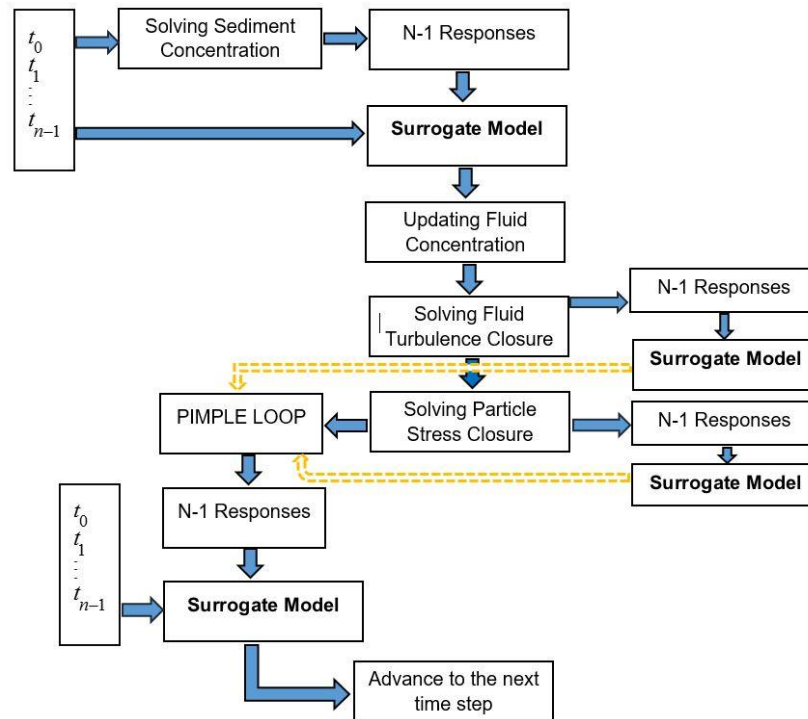 t0
t1
⋮
tn–1
Solving Sediment
Concentration
N-1 Responses
Surrogate Model
Updating Fluid
Concentration
Solving Fluid
Turbulence Closure
N-1 Responses
Surrogate Model
PIMPLE LOOP
Solving Particle
Stress Closure
N-1 Responses
Surrogate Model
N-1 Responses
t0
t1
⋮
tn–1
Surrogate Model
Advance to the next
time step